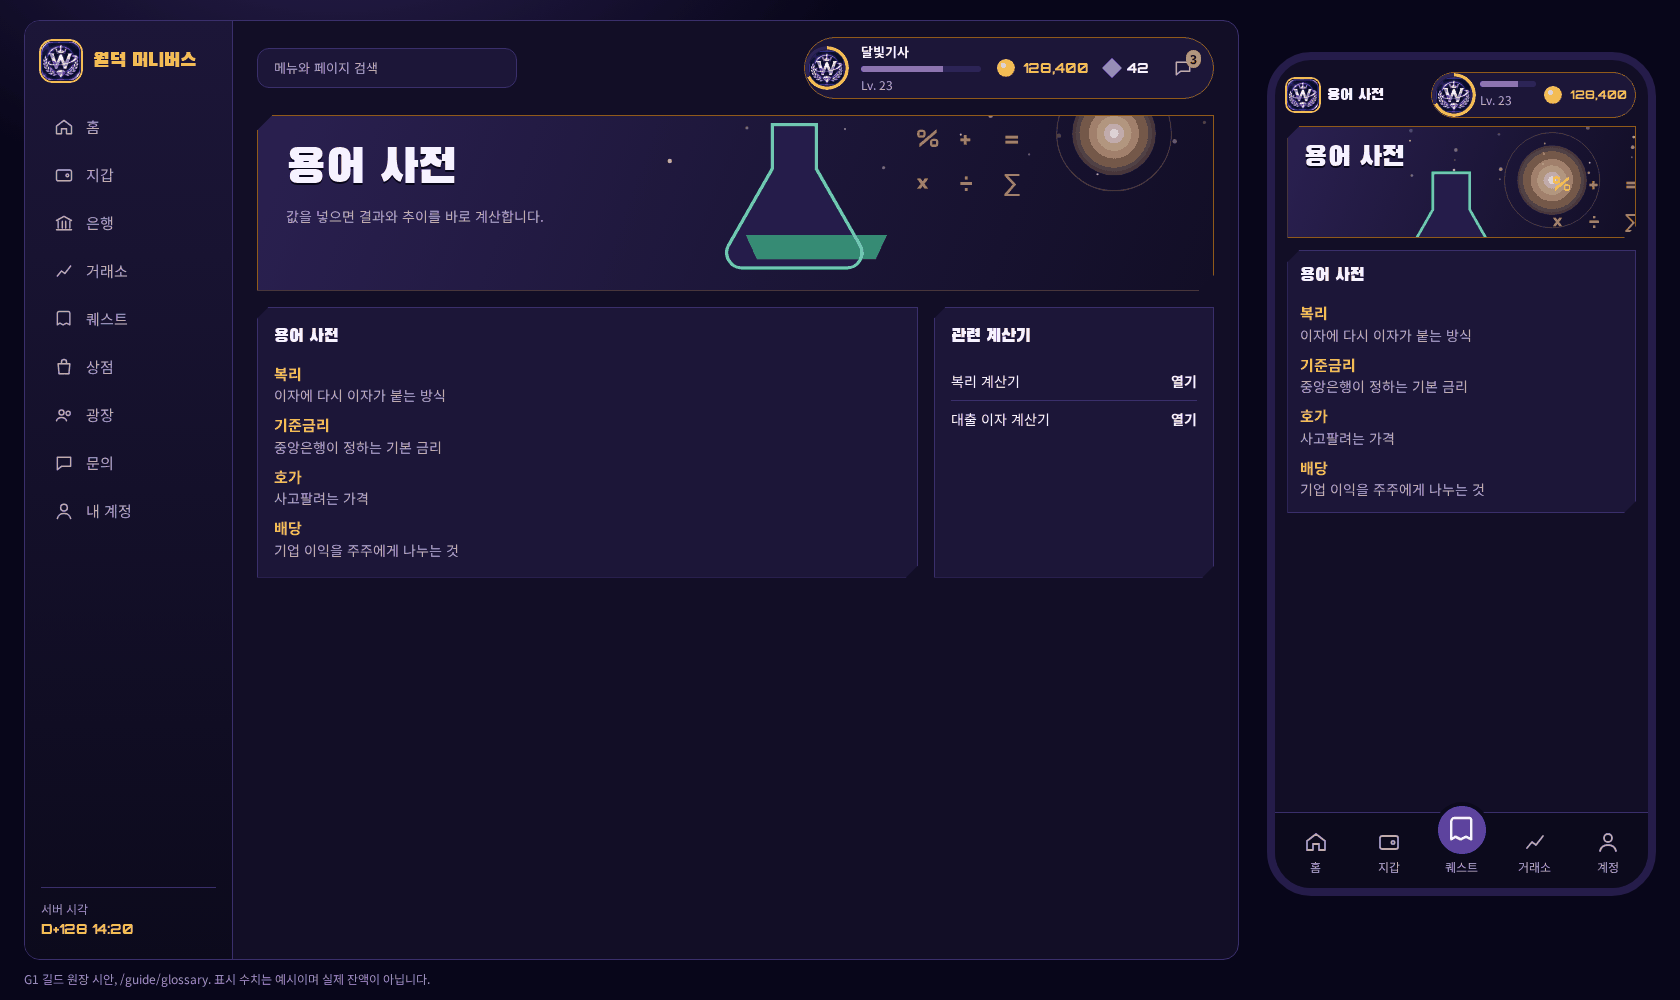 원덕 머니버스
홈
지갑
은행
거래소
퀘스트
상점
광장
문의
내 계정
서버 시각
D+128 14:20
메뉴와 페이지 검색
달빛기사
Lv. 23
128,400
42
3
용어 사전
값을 넣으면 결과와 추이를 바로 계산합니다.
% + =
x ÷ ∑
용어 사전
복리
이자에 다시 이자가 붙는 방식
기준금리
중앙은행이 정하는 기본 금리
호가
사고팔려는 가격
배당
기업 이익을 주주에게 나누는 것
관련 계산기
복리 계산기 열기
대출 이자 계산기 열기
W 용어 사전
W
Lv. 23
128,400
용어 사전
% + =
x ÷ ∑
용어 사전
복리
이자에 다시 이자가 붙는 방식
기준금리
중앙은행이 정하는 기본 금리
호가
사고팔려는 가격
배당
기업 이익을 주주에게 나누는 것
홈
지갑
퀘스트
거래소
계정
G1 길드 원장 시안, /guide/glossary. 표시 수치는 예시이며 실제 잔액이 아닙니다.